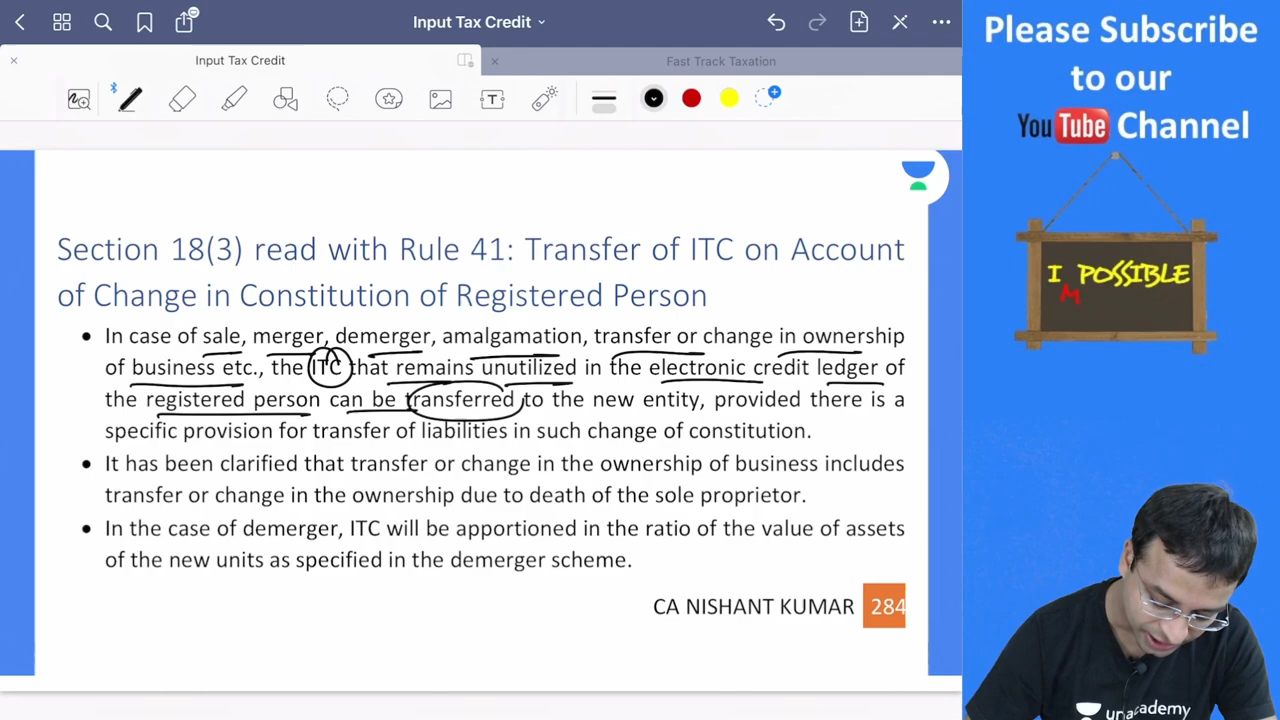 Input Tax Credit
Input Tax Credit
Fast Track Taxation
Please Subscribe
to our
YouTube Channel
I POSSIBLE
M
Section 18(3) read with Rule 41: Transfer of ITC on Account
of Change in Constitution of Registered Person
• In case of sale, merger, demerger, amalgamation, transfer or change in ownership
of business etc., the ITC that remains unutilized in the electronic credit ledger of
the registered person can be transferred to the new entity, provided there is a
specific provision for transfer of liabilities in such change of constitution.
• It has been clarified that transfer or change in the ownership of business includes
transfer or change in the ownership due to death of the sole proprietor.
• In the case of demerger, ITC will be apportioned in the ratio of the value of assets
of the new units as specified in the demerger scheme.
CA NISHANT KUMAR 284
unacademy